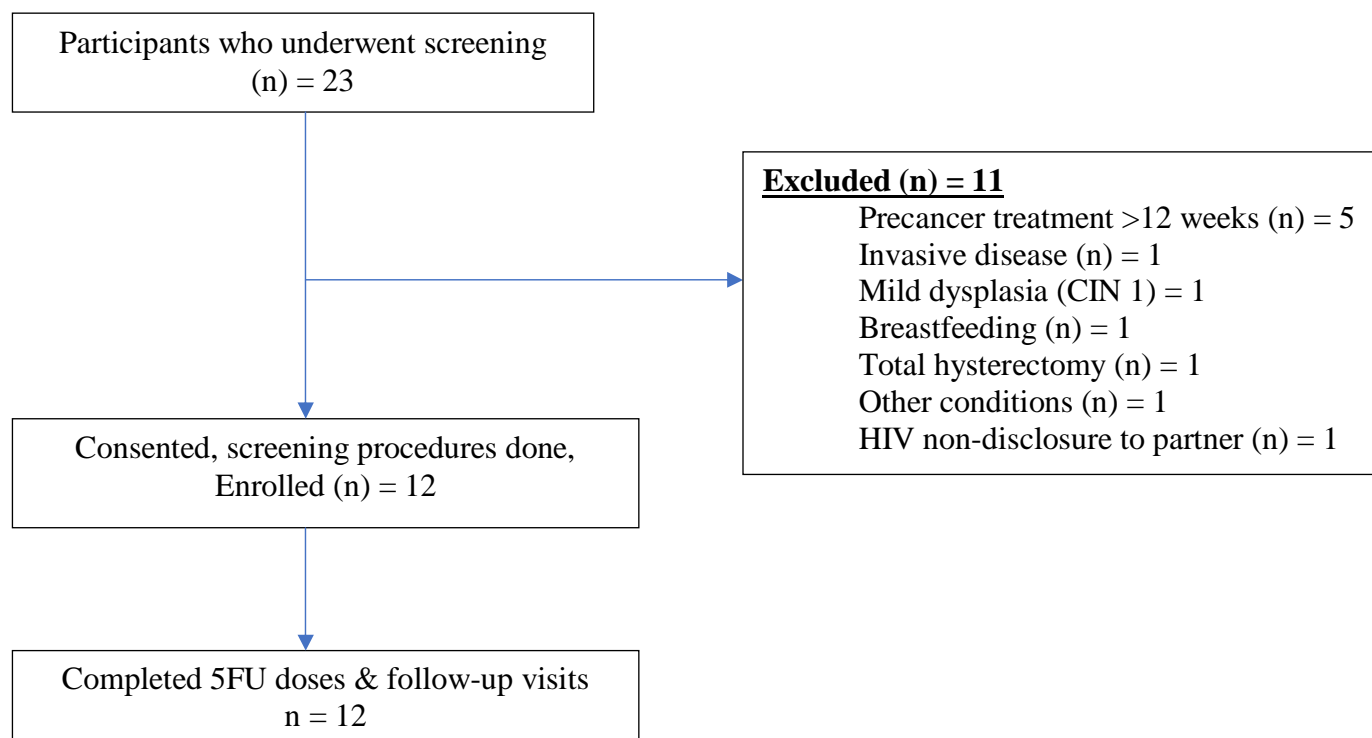 Participants who underwent screening
(n) = 23
Excluded (n) = 11
Precancer treatment >12 weeks (n) = 5
Invasive disease (n) = 1
Mild dysplasia (CIN 1) = 1
Breastfeeding (n) = 1
Total hysterectomy (n) = 1
Other conditions (n) = 1
HIV non-disclosure to partner (n) = 1
Consented, screening procedures done,
Enrolled (n) = 12
Completed 5FU doses & follow-up visits
n = 12